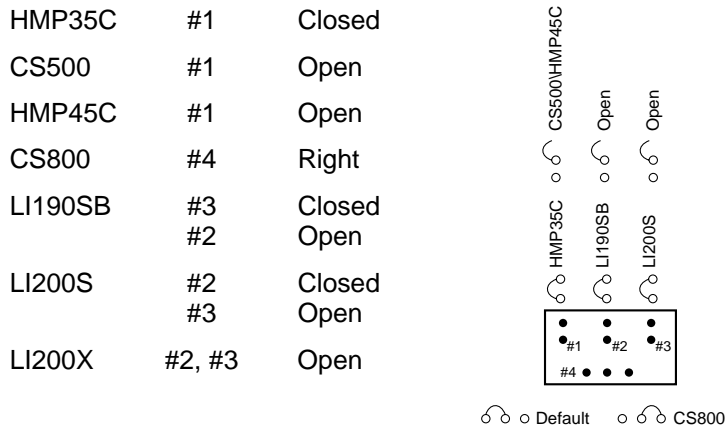 HMP35C #1 Closed
CS500 #1 Open
HMP45C #1 Open
CS800 #4 Right
LI190SB #3 Closed
#2 Open
LI200S #2 Closed
#3 Open
LI200X #2, #3 Open
CS500\HMP45C
Open
Open
HMP35C
LI190SB
LI200S
#1 #2 #3
#4
Default CS800